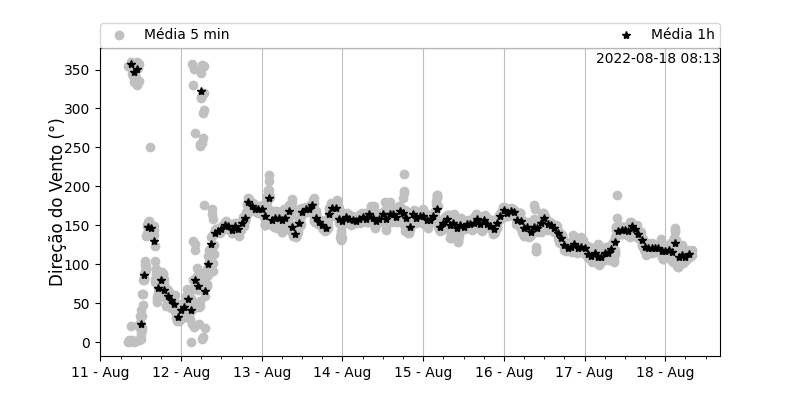 Média 5 min
Média 1h
2022-08-18 08:13
Direção do Vento (°)
350
300
250
200
150
100
50
0
11 - Aug
12 - Aug
13 - Aug
14 - Aug
15 - Aug
16 - Aug
17 - Aug
18 - Aug